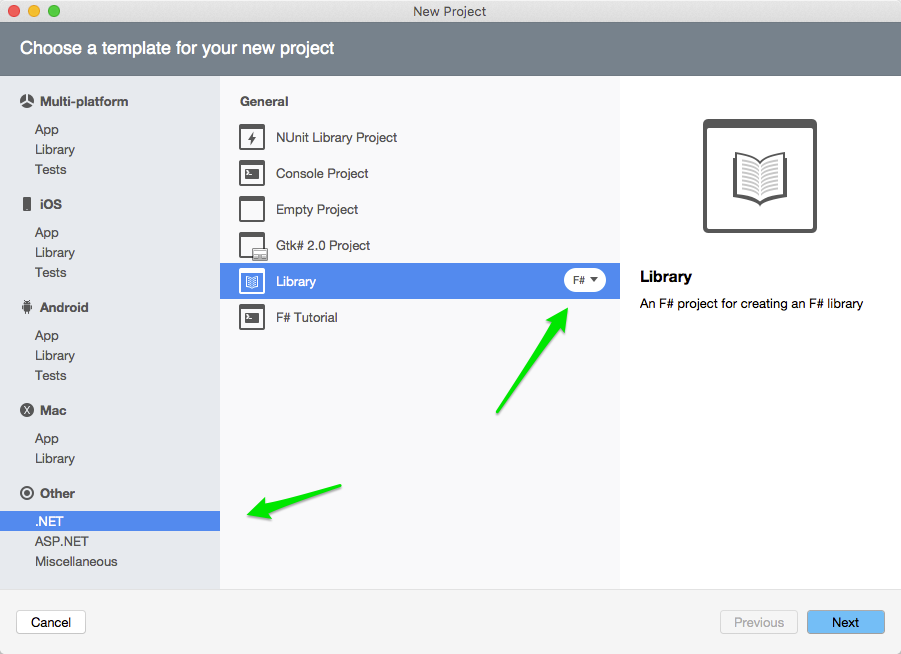 New Project
Choose a template for your new project
Multi-platform
App
Library
Tests
iOS
App
Library
Tests
Android
App
Library
Tests
X Mac
App
Library
Other
.NET
ASP.NET
Miscellaneous
General
NUnit Library Project
Console Project
Empty Project
Gtk# 2.0 Project
Library F#
F# Tutorial
Library
An F# project for creating an F# library
Cancel
Previous
Next